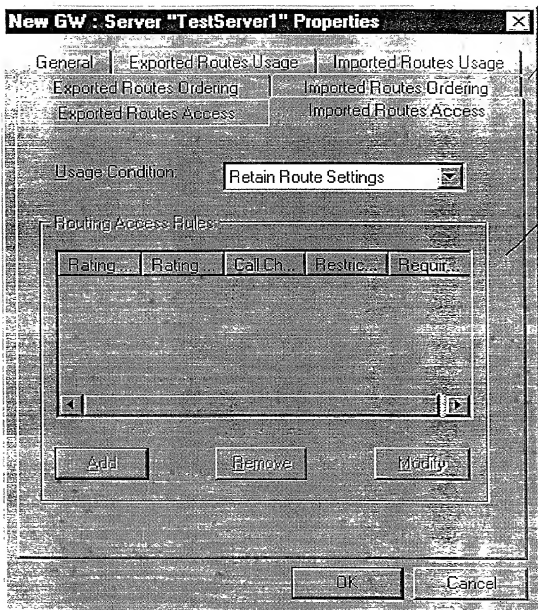 New GW : Server "TestServer1" Properties
General Exported Routes Usage Imported Routes Usage
Exported Routes Ordering Imported Routes Ordering
Exported Routes Access Imported Routes Access
Usage Condition: Retain Route Settings
Routing Access Rules:
Rating ... Rating ... Call Ch... Restric... Requir...
Add Remove Modify
OK Cancel